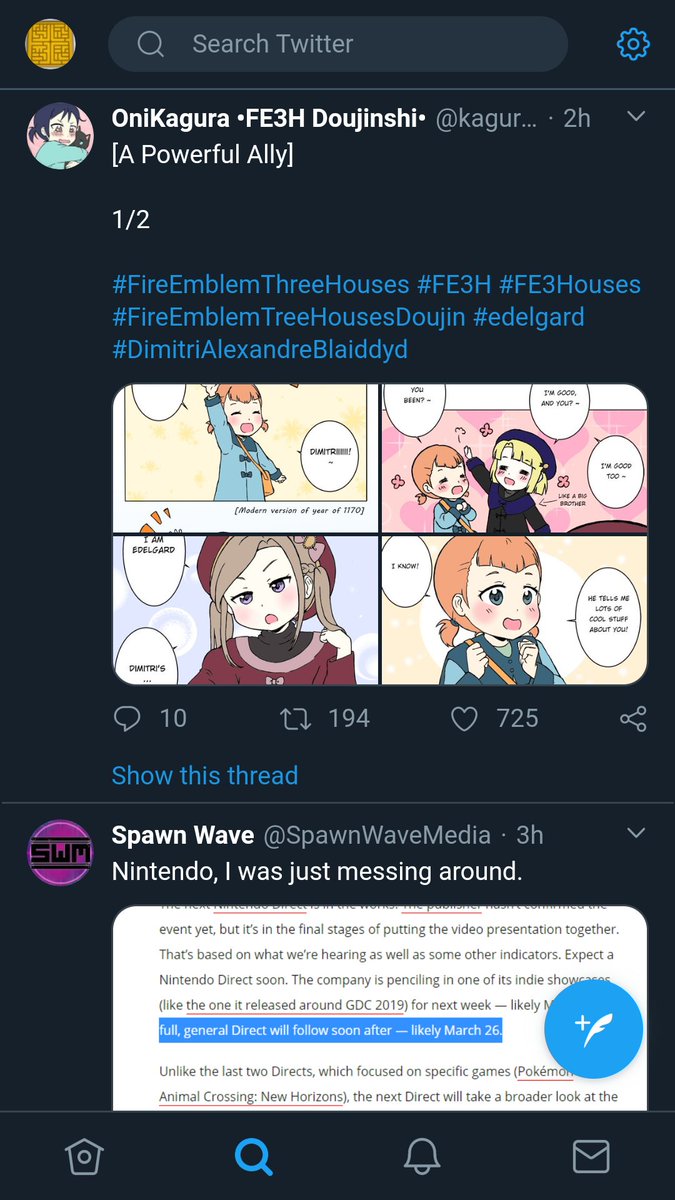 Search Twitter
OniKagura •FE3H Doujinshi• @kagur... · 2h
[A Powerful Ally]
1/2
#FireEmblemThreeHouses #FE3H #FE3Houses
#FireEmblemTreeHousesDoujin #edelgard
#DimitriAlexandreBlaiddyd
DIMITRIIIIII!
~
[Modern version of year of 1170]
YOU
BEEN? ~
I'M GOOD,
AND YOU? ~
I'M GOOD
TOO ~
LIKE A BIG
BROTHER
I AM
EDELGARD
DIMITRI'S
...
I KNOW!
HE TELLS ME
LOTS OF
COOL STUFF
ABOUT YOU!
10
194
725
Show this thread
SWM
Spawn Wave @SpawnWaveMedia · 3h
Nintendo, I was just messing around.
The next Nintendo Direct is in the works. The publisher hasn't confirmed the
event yet, but it's in the final stages of putting the video presentation together.
That's based on what we're hearing as well as some other indicators. Expect a
Nintendo Direct soon. The company is penciling in one of its indie showcases
(like the one it released around GDC 2019) for next week — likely
full, general Direct will follow soon after — likely March 26.
Unlike the last two Directs, which focused on specific games (Pokémon
Animal Crossing: New Horizons), the next Direct will take a broader look at the